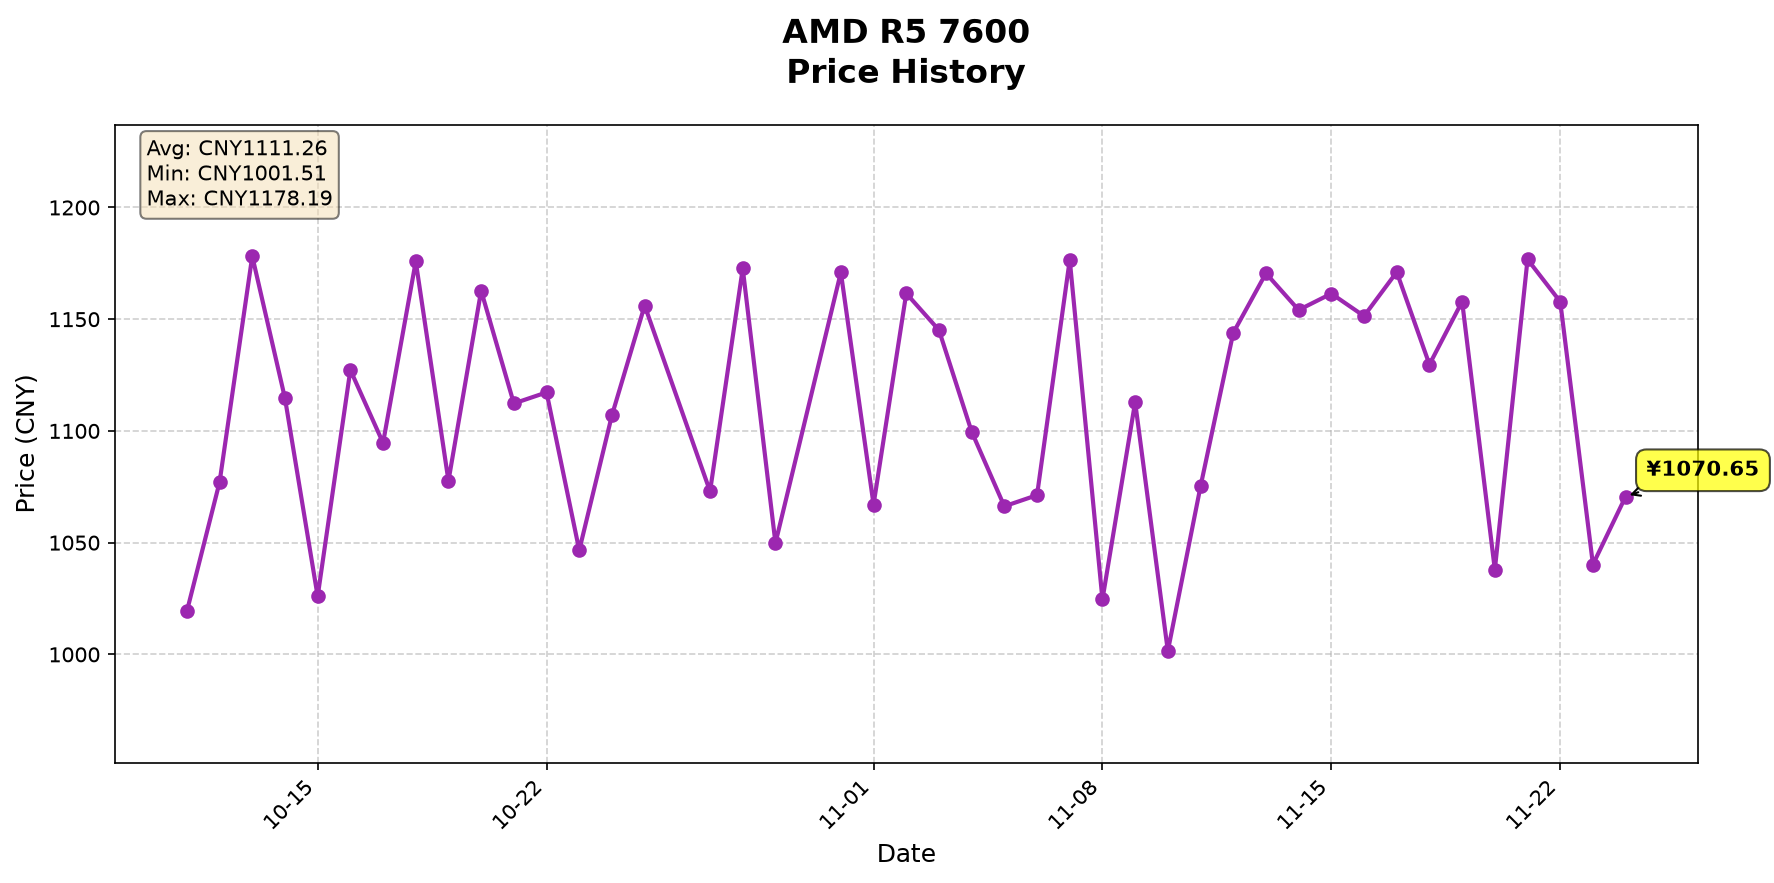 AMD R5 7600
Price History
Avg: CNY1111.26
Min: CNY1001.51
Max: CNY1178.19
1200
1150
1100
1050
1000
Price (CNY)
¥1070.65
10-15
10-22
11-01
11-08
11-15
11-22
Date